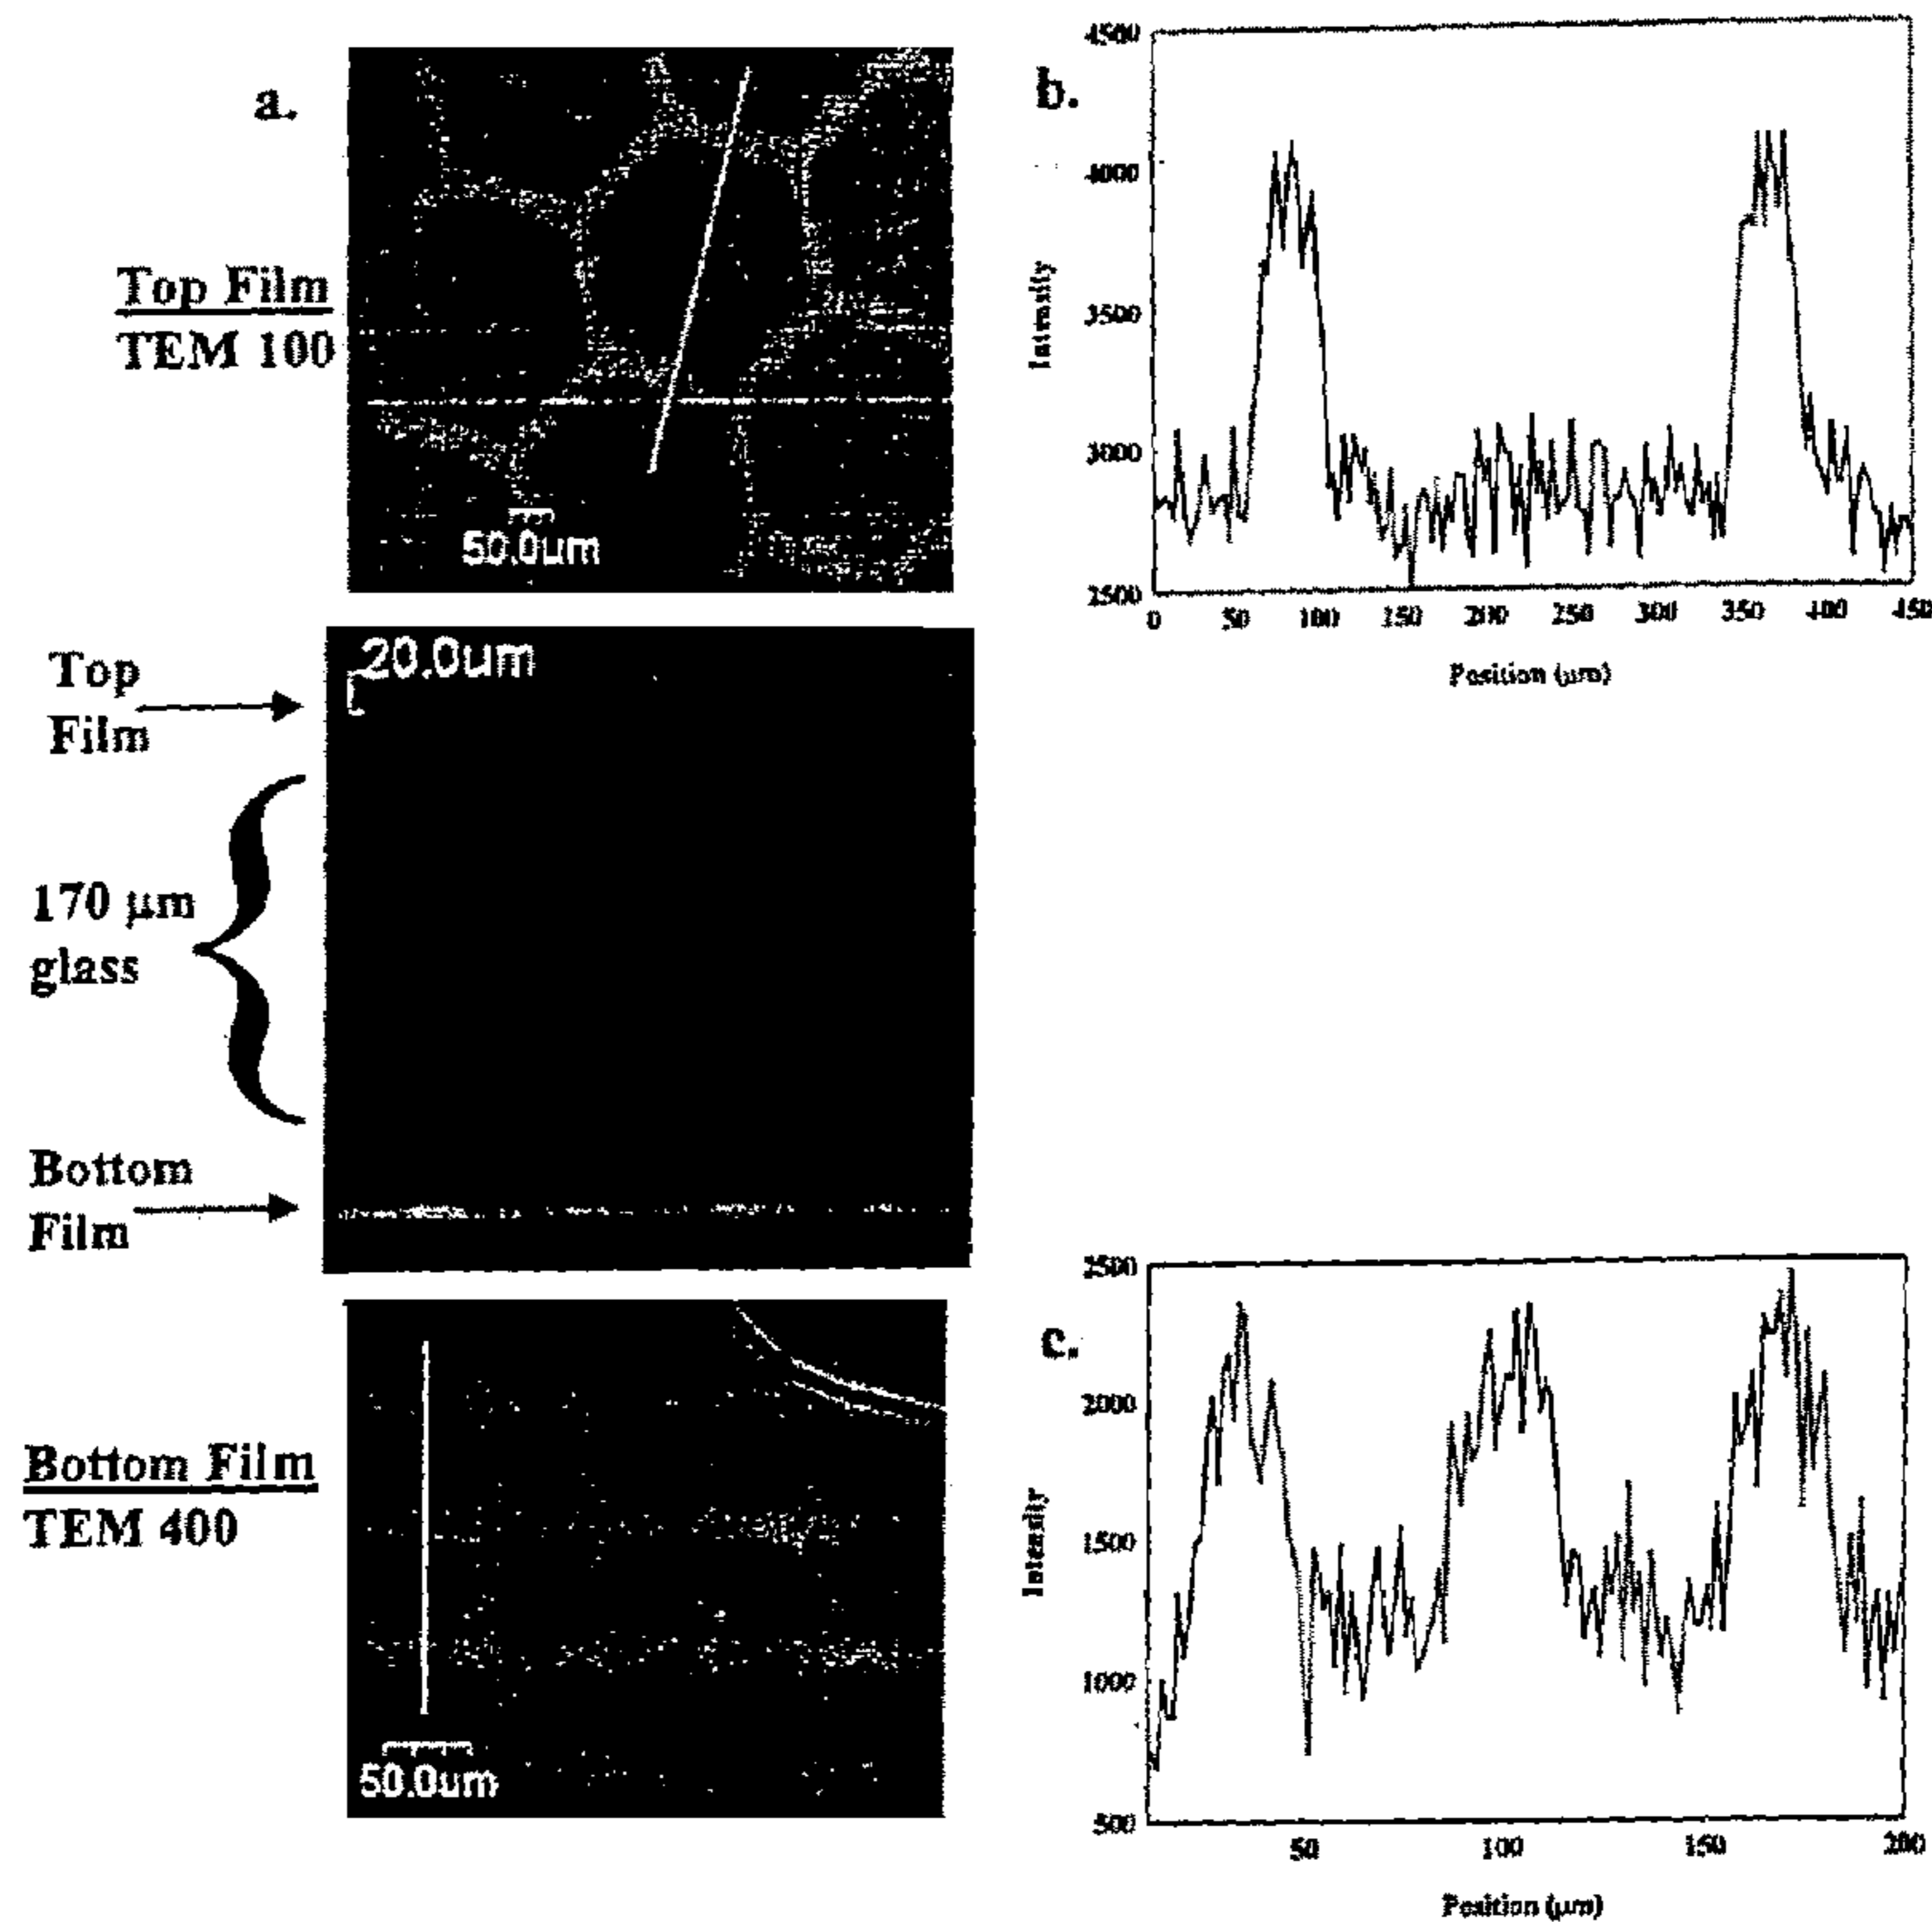 a.
Top Film
TEM 100
50.0um
b.
4500
4000
3500
3000
2500
Intensity
0 50 100 150 200 250 300 350 400 450
Position (μm)
Top
Film
20.0um
170 μm
glass
Bottom
Film
Bottom Film
TEM 400
50.0um
c.
2500
2000
1500
1000
500
Intensity
50 100 150 200
Position (μm)